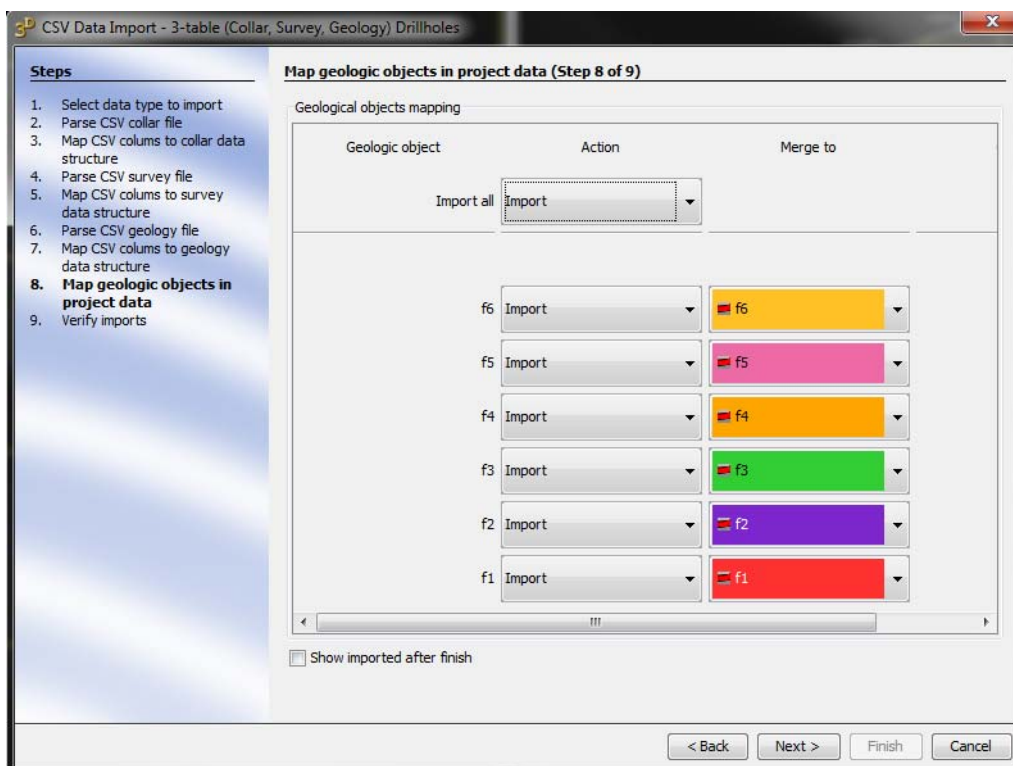 CSV Data Import - 3-table (Collar, Survey, Geology) Drillholes
Steps
1. Select data type to import
2. Parse CSV collar file
3. Map CSV colums to collar data
structure
4. Parse CSV survey file
5. Map CSV colums to survey
data structure
6. Parse CSV geology file
7. Map CSV colums to geology
data structure
8. Map geologic objects in
project data
9. Verify imports
Map geologic objects in project data (Step 8 of 9)
Geological objects mapping
Geologic object Action Merge to
Import all Import
f6 Import f6
f5 Import f5
f4 Import f4
f3 Import f3
f2 Import f2
f1 Import f1
Show imported after finish
< Back Next > Finish Cancel